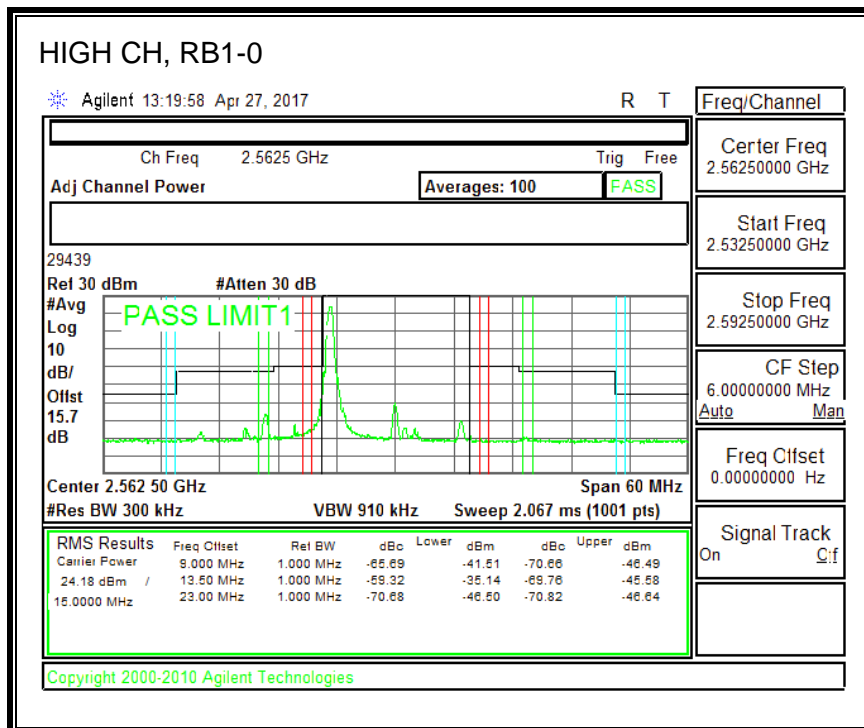 HIGH CH, RB1-0
Agilent 13:19:58 Apr 27, 2017 R T
Freq/Channel
Ch Freq 2.5625 GHz Trig Free
Adj Channel Power Averages: 100 PASS
Center Freq
2.56250000 GHz
Start Freq
2.53250000 GHz
29439
Ref 30 dBm #Atten 30 dB
#Avg
Log
10
dB/
Offst
15.7
dB
PASS LIMIT1
Stop Freq
2.59250000 GHz
CF Step
6.00000000 MHz
Auto Man
Freq Offset
0.00000000 Hz
Center 2.562 50 GHz Span 60 MHz
#Res BW 300 kHz VBW 910 kHz Sweep 2.067 ms (1001 pts)
Signal Track
On Off
RMS Results Freq Offset Ref BW dBc Lower dBm dBc Upper dBm
Carrier Power 9.000 MHz 1.000 MHz -65.69 -41.51 -70.66 -46.49
24.18 dBm / 13.50 MHz 1.000 MHz -59.32 -35.14 -69.76 -45.58
15.0000 MHz 23.00 MHz 1.000 MHz -70.68 -46.50 -70.82 -46.64
Copyright 2000-2010 Agilent Technologies